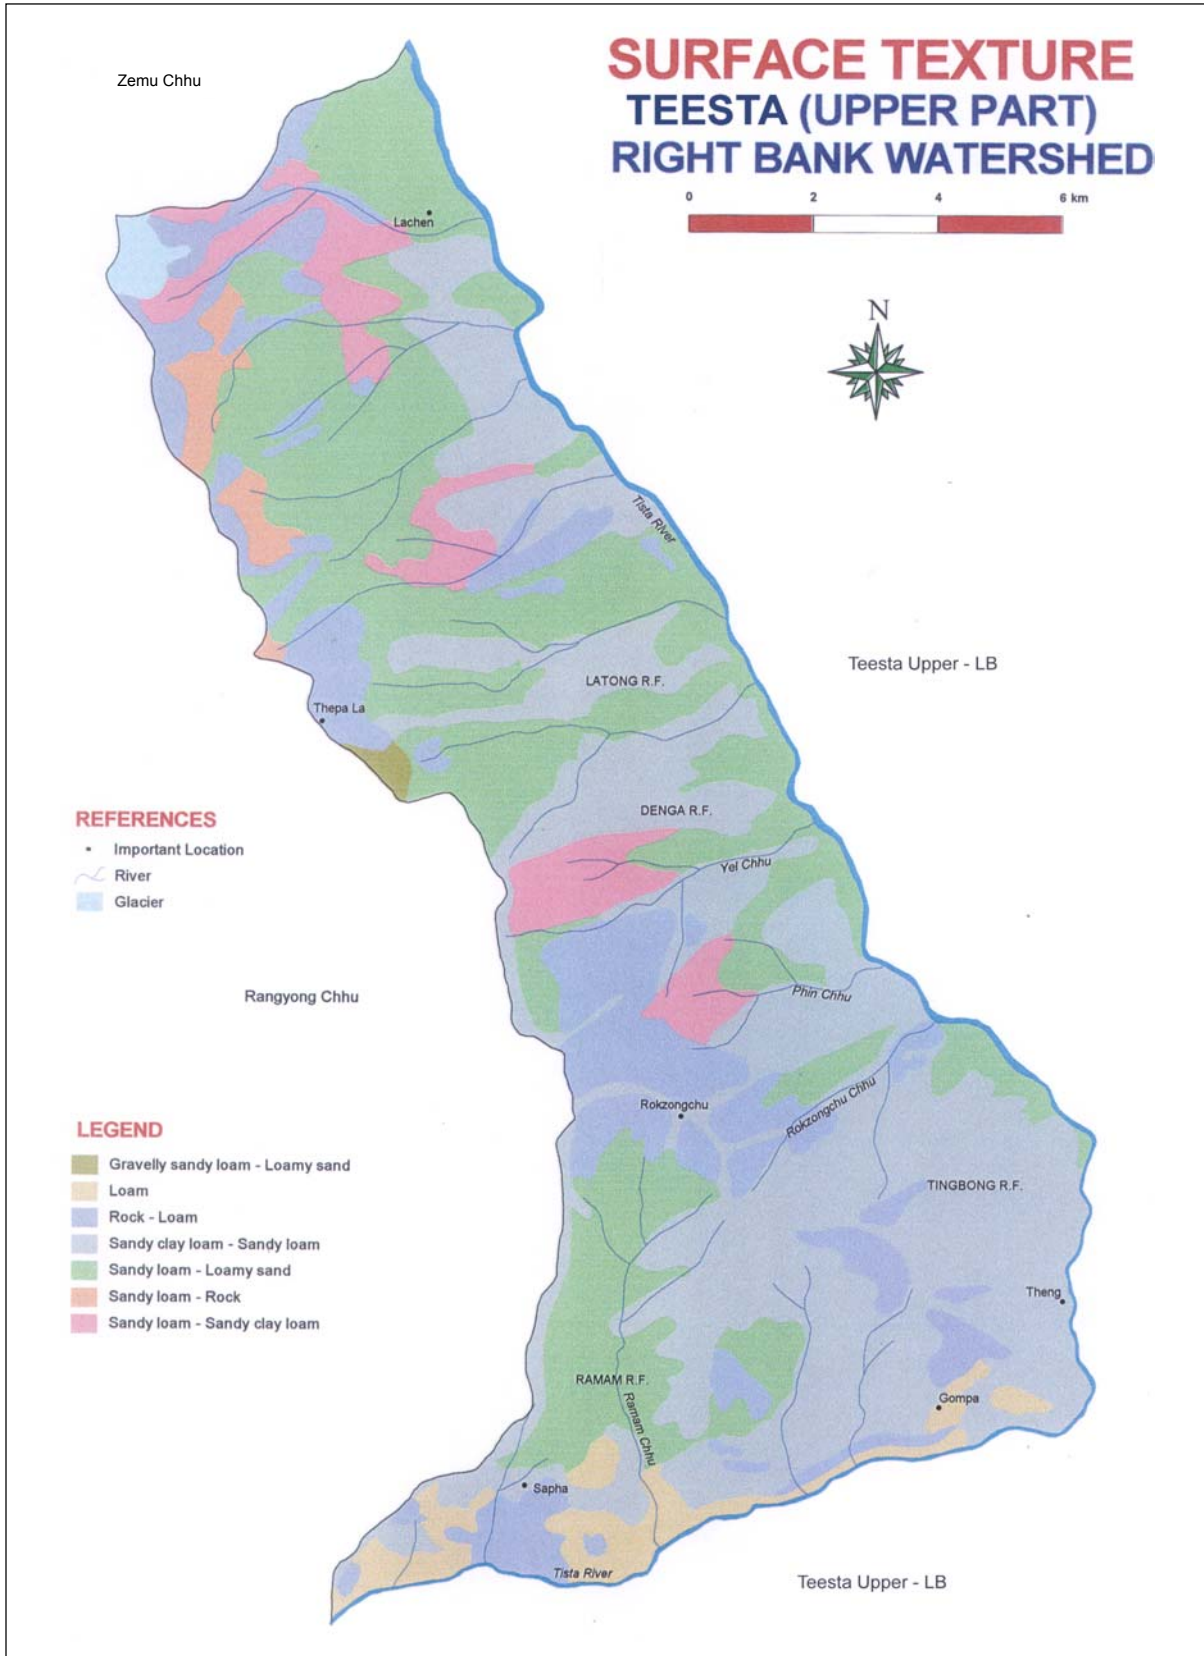 Zemu Chhu
SURFACE TEXTURE
TEESTA (UPPER PART)
RIGHT BANK WATERSHED
0 2 4 6 km
N
Lachen
Tista River
Teesta Upper - LB
LATONG R.F.
Thepa La
DENGA R.F.
REFERENCES
Important Location
River
Glacier
Yel Chhu
Rangyong Chhu
Phin Chhu
Rokzongchu
Rokzongchu Chhu
LEGEND
Gravelly sandy loam - Loamy sand
Loam
Rock - Loam
Sandy clay loam - Sandy loam
Sandy loam - Loamy sand
Sandy loam - Rock
Sandy loam - Sandy clay loam
TINGBONG R.F.
Theng
RAMAM R.F.
Ramam Chhu
Gompa
Sapha
Tista River
Teesta Upper - LB